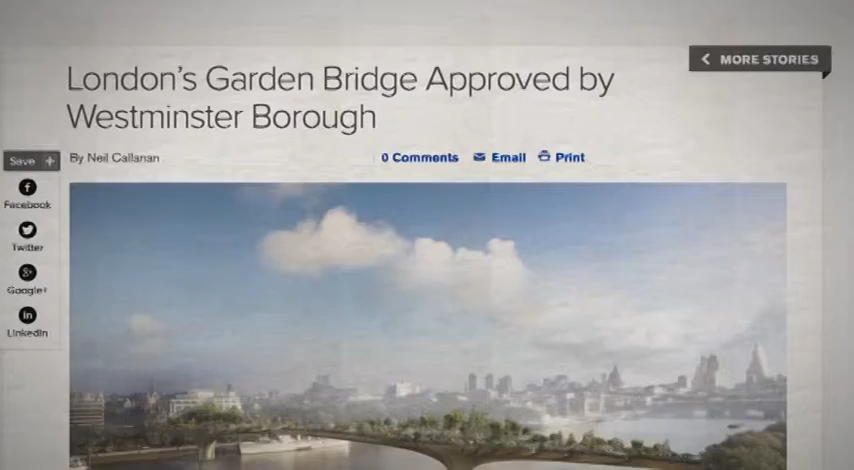 MORE STORIES
London's Garden Bridge Approved by
Westminster Borough
By Neil Callanan
0 Comments Email Print
Save +
Facebook
Twitter
Google+
LinkedIn